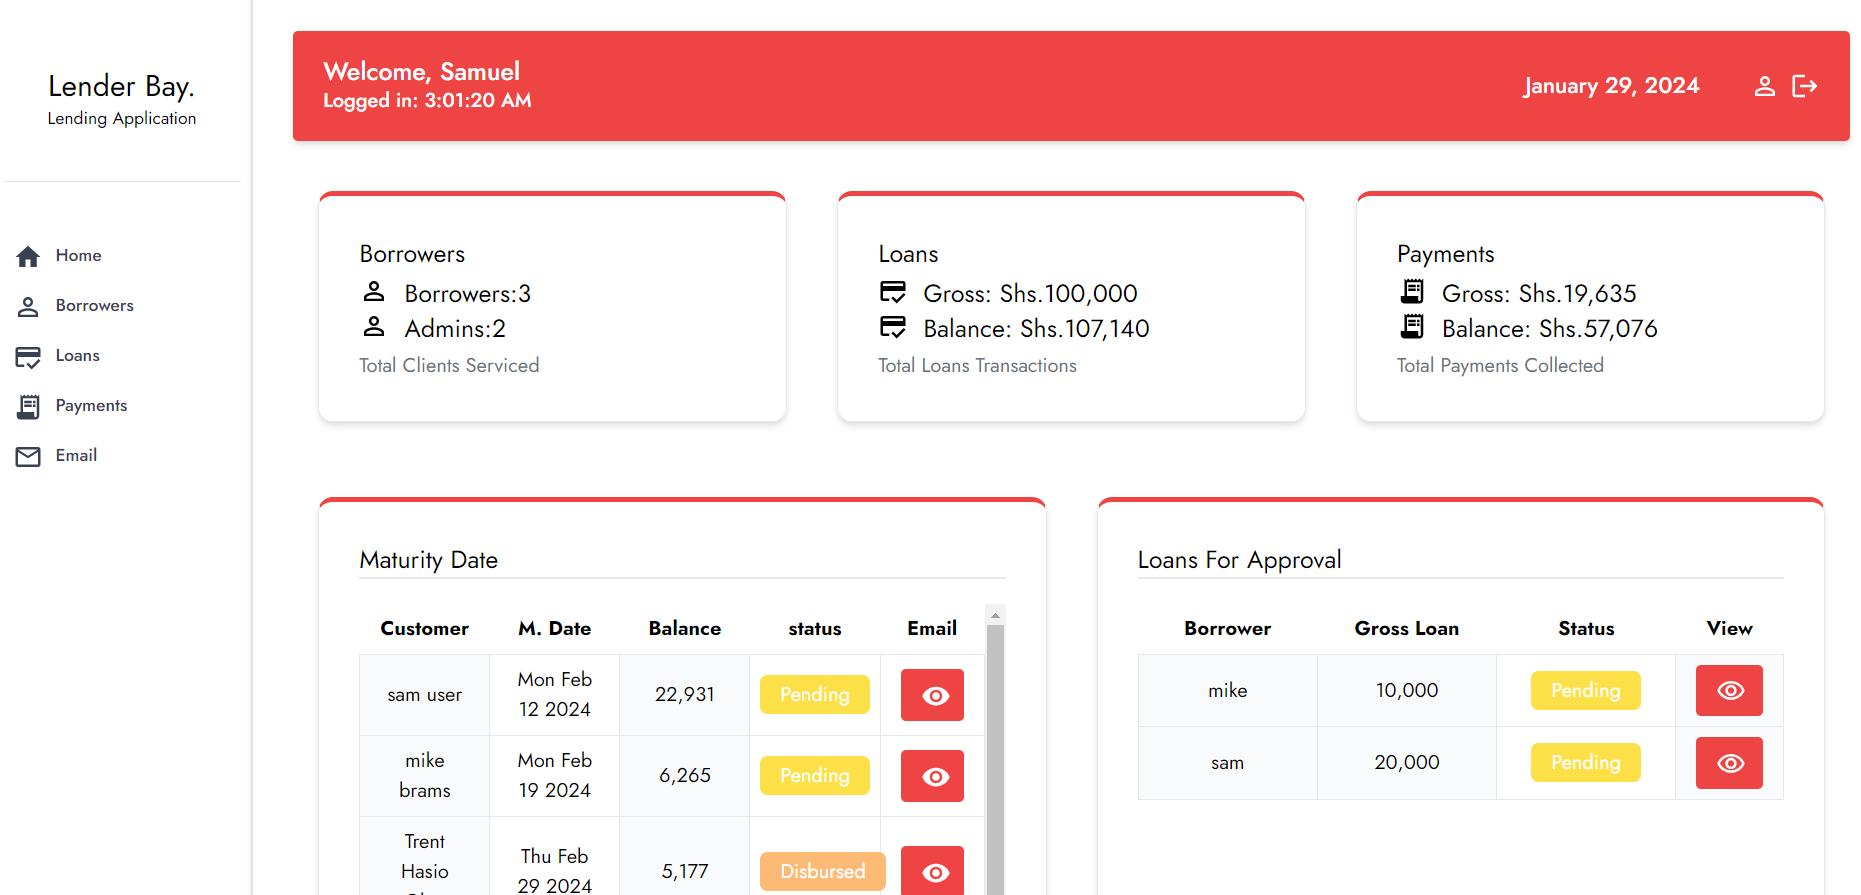 Lender Bay.
Lending Application
Home
Borrowers
Loans
Payments
Email
Welcome, Samuel
Logged in: 3:01:20 AM
January 29, 2024
Borrowers
Borrowers:3
Admins:2
Total Clients Serviced
Loans
Gross: Shs.100,000
Balance: Shs.107,140
Total Loans Transactions
Payments
Gross: Shs.19,635
Balance: Shs.57,076
Total Payments Collected
Maturity Date
Customer M. Date Balance status Email
sam user Mon Feb 12 2024 22,931 Pending
mike brams Mon Feb 19 2024 6,265 Pending
Trent Hasio Thu Feb 29 2024 5,177 Disbursed
Loans For Approval
Borrower Gross Loan Status View
mike 10,000 Pending
sam 20,000 Pending